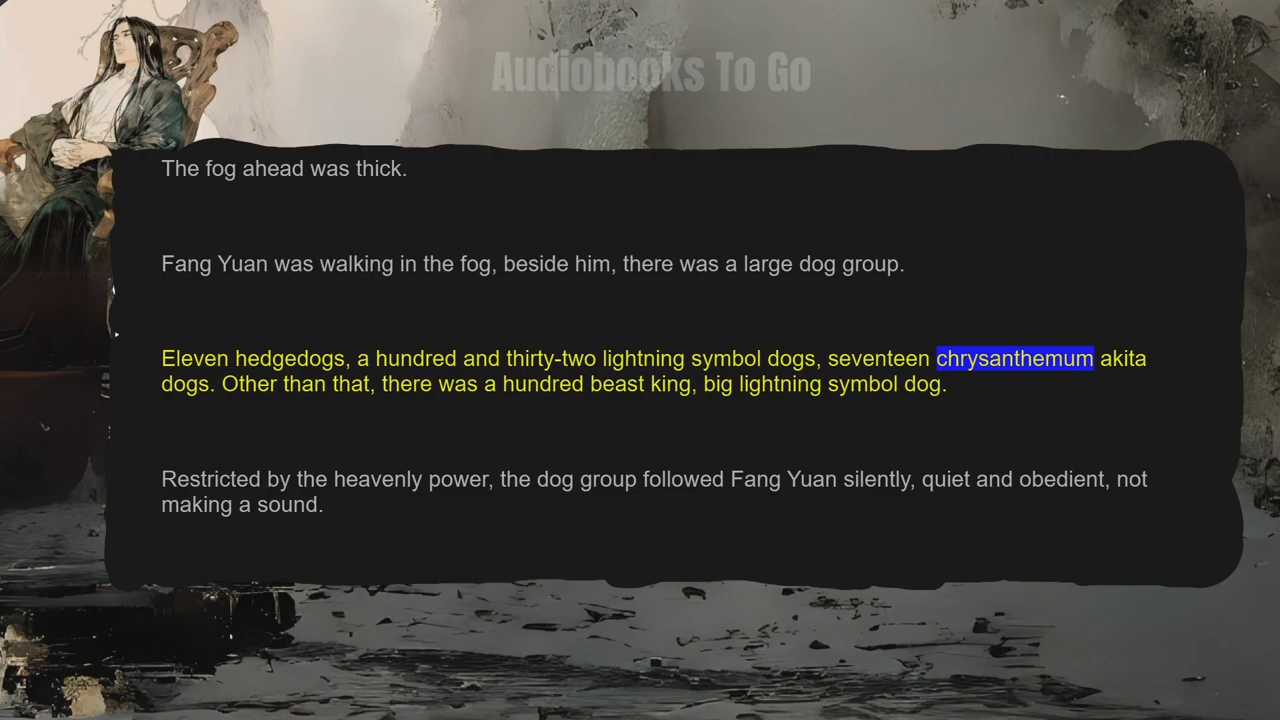 Audiobooks To Go
The fog ahead was thick.
Fang Yuan was walking in the fog, beside him, there was a large dog group.
Eleven hedgedogs, a hundred and thirty-two lightning symbol dogs, seventeen chrysanthemum akita
dogs. Other than that, there was a hundred beast king, big lightning symbol dog.
Restricted by the heavenly power, the dog group followed Fang Yuan silently, quiet and obedient, not
making a sound.